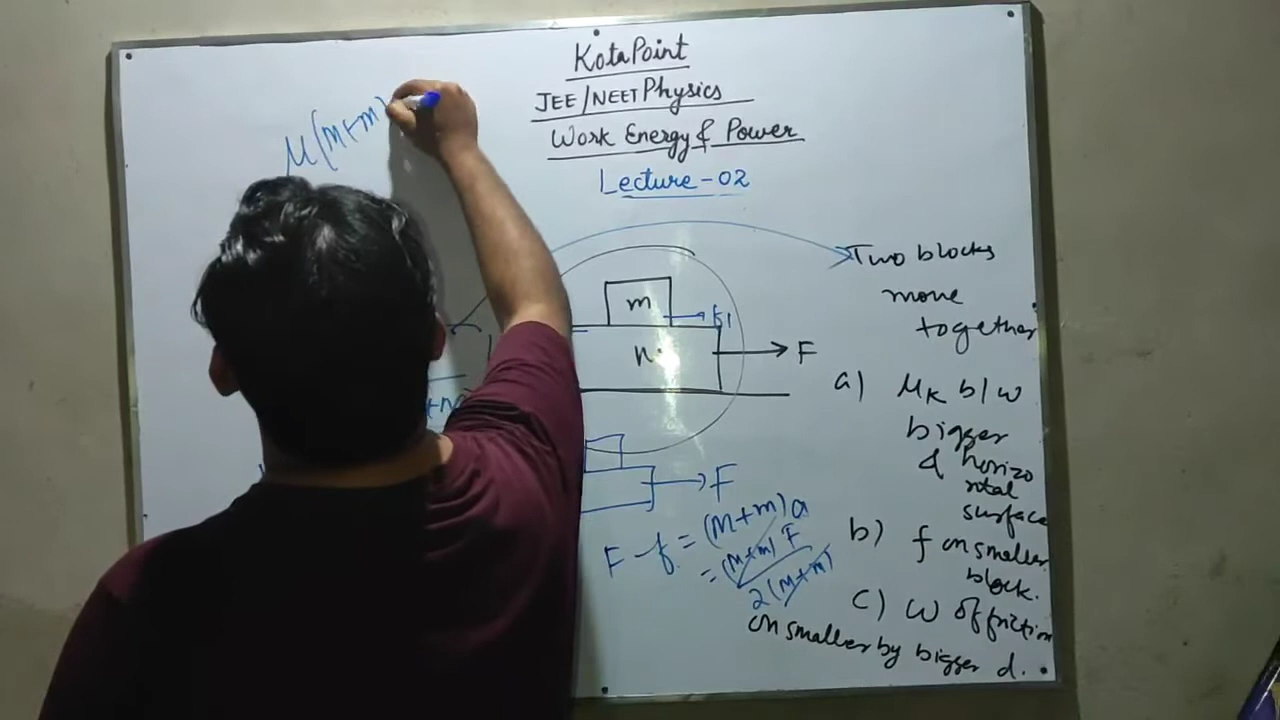 KotaPoint
JEE/NEET Physics
Work Energy & Power
Lecture-02
μ(M+m)
m
F
F
F - f = (M+m)a
= (M+m) F
2(M+m)
Two blocks
move
together
a) μK b/w
bigger
& horizo
ntal
surface
b) f on smaller
block.
c) W of friction
on smaller by bigger d.